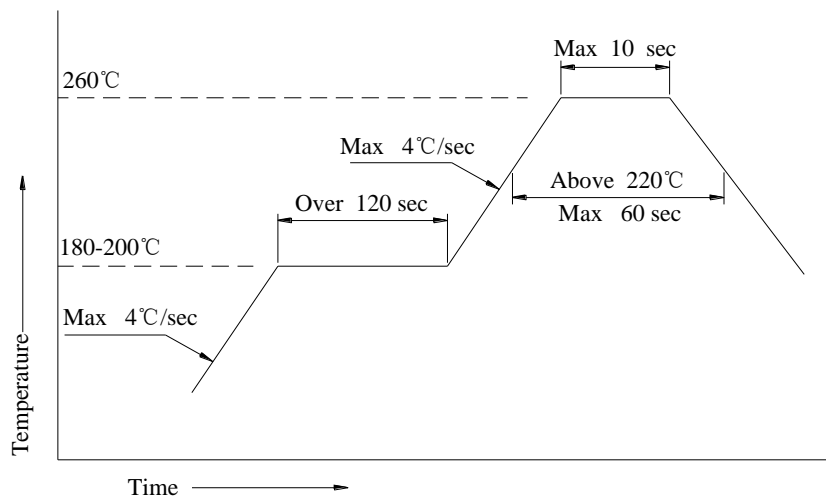 Max 10 sec
260℃
Max 4℃/sec
Above 220℃
Max 60 sec
Over 120 sec
180-200℃
Max 4℃/sec
Temperature
Time